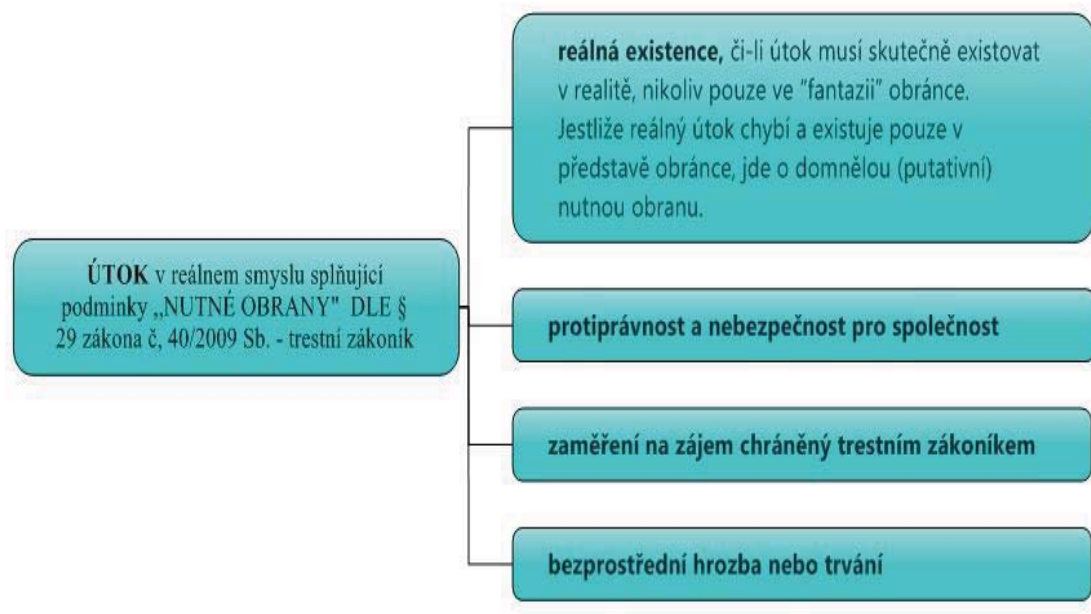 ÚTOK v reálnem smyslu splňující
podminky ,,NUTNÉ OBRANY" DLE §
29 zákona č, 40/2009 Sb. - trestní zákoník
reálná existence, či-li útok musí skutečně existovat
v realitě, nikoliv pouze ve "fantazii" obránce.
Jestliže reálný útok chybí a existuje pouze v
představě obránce, jde o domnělou (putativní)
nutnou obranu.
protiprávnost a nebezpečnost pro společnost
zaměření na zájem chráněný trestním zákoníkem
bezprostřední hrozba nebo trvání